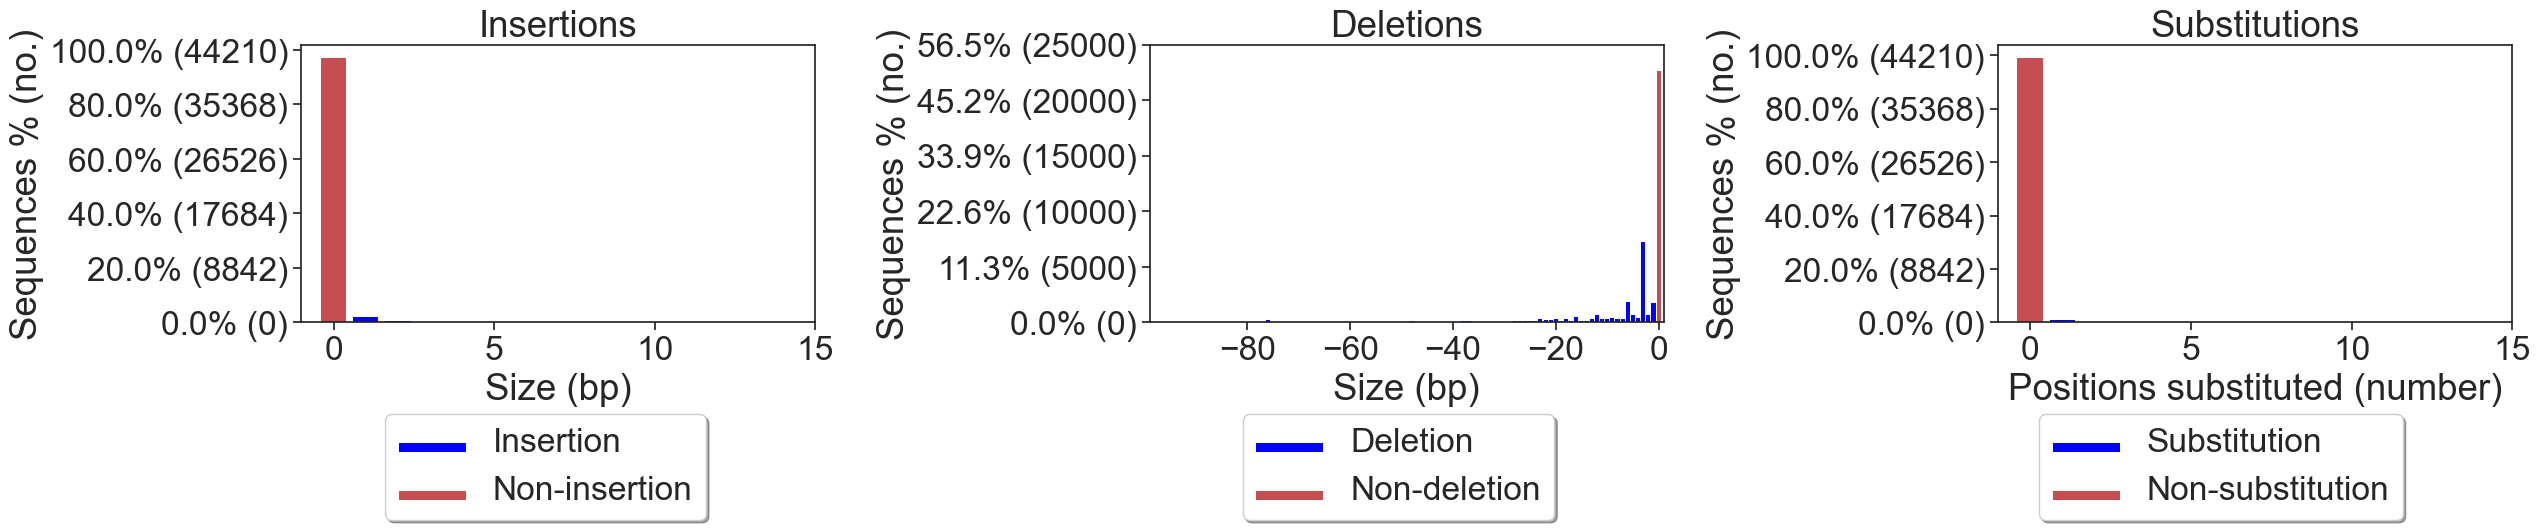 Insertions
Sequences % (no.)
100.0% (44210)
80.0% (35368)
60.0% (26526)
40.0% (17684)
20.0% (8842)
0.0% (0)
0 5 10 15
Size (bp)
Insertion
Non-insertion
Deletions
Sequences % (no.)
56.5% (25000)
45.2% (20000)
33.9% (15000)
22.6% (10000)
11.3% (5000)
0.0% (0)
−80 −60 −40 −20 0
Size (bp)
Deletion
Non-deletion
Substitutions
Sequences % (no.)
100.0% (44210)
80.0% (35368)
60.0% (26526)
40.0% (17684)
20.0% (8842)
0.0% (0)
0 5 10 15
Positions substituted (number)
Substitution
Non-substitution